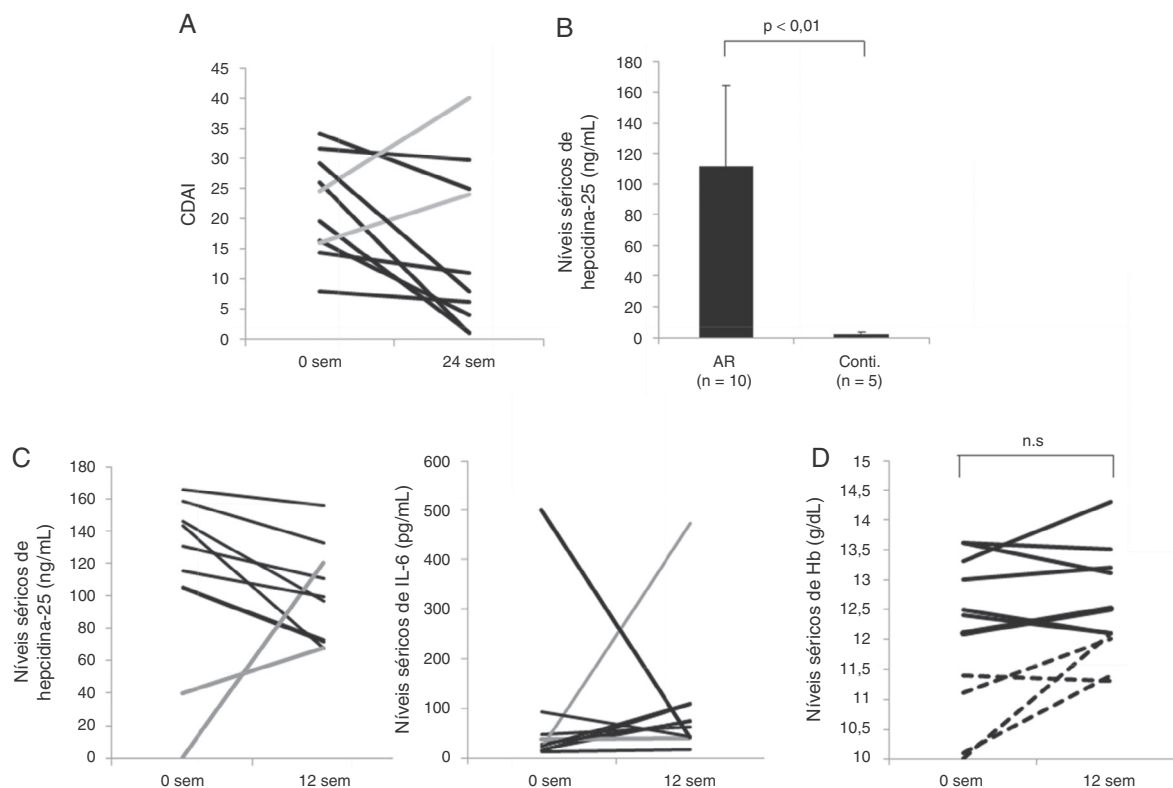 A
CDAI
45
40
35
30
25
20
15
10
5
0
0 sem
24 sem
B
p < 0,01
Níveis séricos de
hepcidina-25 (ng/mL)
180
160
140
120
100
80
60
40
20
0
AR
(n = 10)
Conti.
(n = 5)
C
Níveis séricos de
hepcidina-25 (ng/mL)
180
160
140
120
100
80
60
40
20
0
0 sem
12 sem
Níveis séricos de IL-6 (pg/mL)
600
500
400
300
200
100
0
0 sem
12 sem
D
n.s
Níveis séricos de Hb (g/dL)
15
14,5
14
13,5
13
12,5
12
11,5
11
10,5
10
0 sem
12 sem